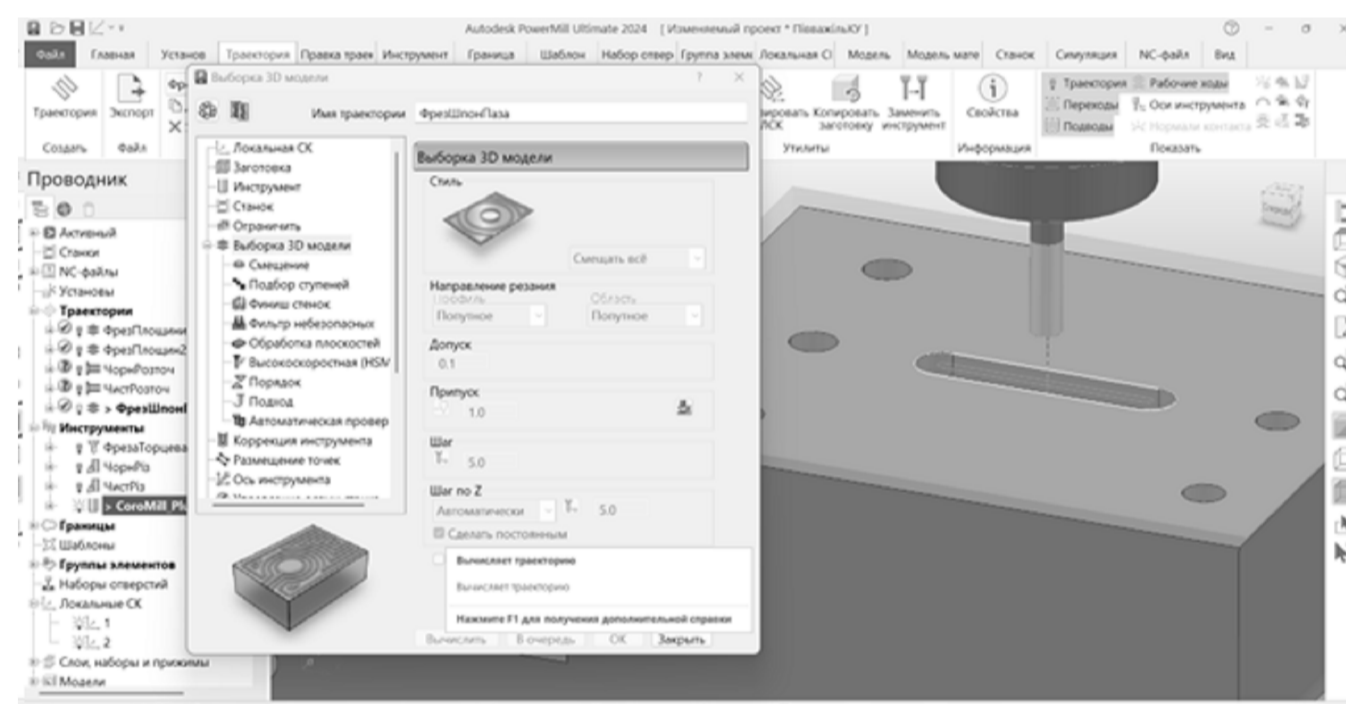 Autodesk PowerMill Ultimate 2024 [ Изменяемый проект * ПівважільКУ ]
Файл Главная Установ Траектория Правка траек Инструмент Граница Шаблон Набор отвер Группа элеме Локальная СІ Модель Модель мате Станок Симуляция NC-файл Вид
Выборка 3D модели
Траектория Экспорт
Имя траектории ФрезШпонПаза
Копировать Заменить Свойства
ЛСК заготовку инструмент
Траектория Рабочие ходы
Переходы Оси инструмента
Подводы Нормали контакта
Создать Файл Утилиты Информация Показать
Проводник
Активный
Станки
NC-файлы
Установы
Траектории
ФрезПлощини
ФрезПлощин2
ЧорнРозточ
ЧистРозточ
> ФрезШпонП
Инструменты
ФрезаТорцева
ЧорнРіз
ЧистРіз
> CoroMill Pl
Границы
Шаблоны
Группы элементов
Наборы отверстий
Локальные СК
1
2
Слои, наборы и прижимы
Модели
Локальная СК
Заготовка
Инструмент
Станок
Ограничить
Выборка 3D модели
Смещение
Подбор ступеней
Финиш стенок
Фильтр небезопасных
Обработка плоскостей
Высокоскоростная (HSM
Порядок
Подход
Автоматическая провер
Коррекция инструмента
Размещение точек
Ось инструмента
Выборка 3D модели
Стиль
Смещать всё
Направление резания
Профиль Область
Попутное Попутное
Допуск
0.1
Припуск
1.0
Шаг
5.0
Шаг по Z
Автоматически 5.0
Сделать постоянным
Вычисляет траекторию
Вычисляет траекторию
Нажмите F1 для получения дополнительной справки
Вычислить В очередь ОК Закрыть